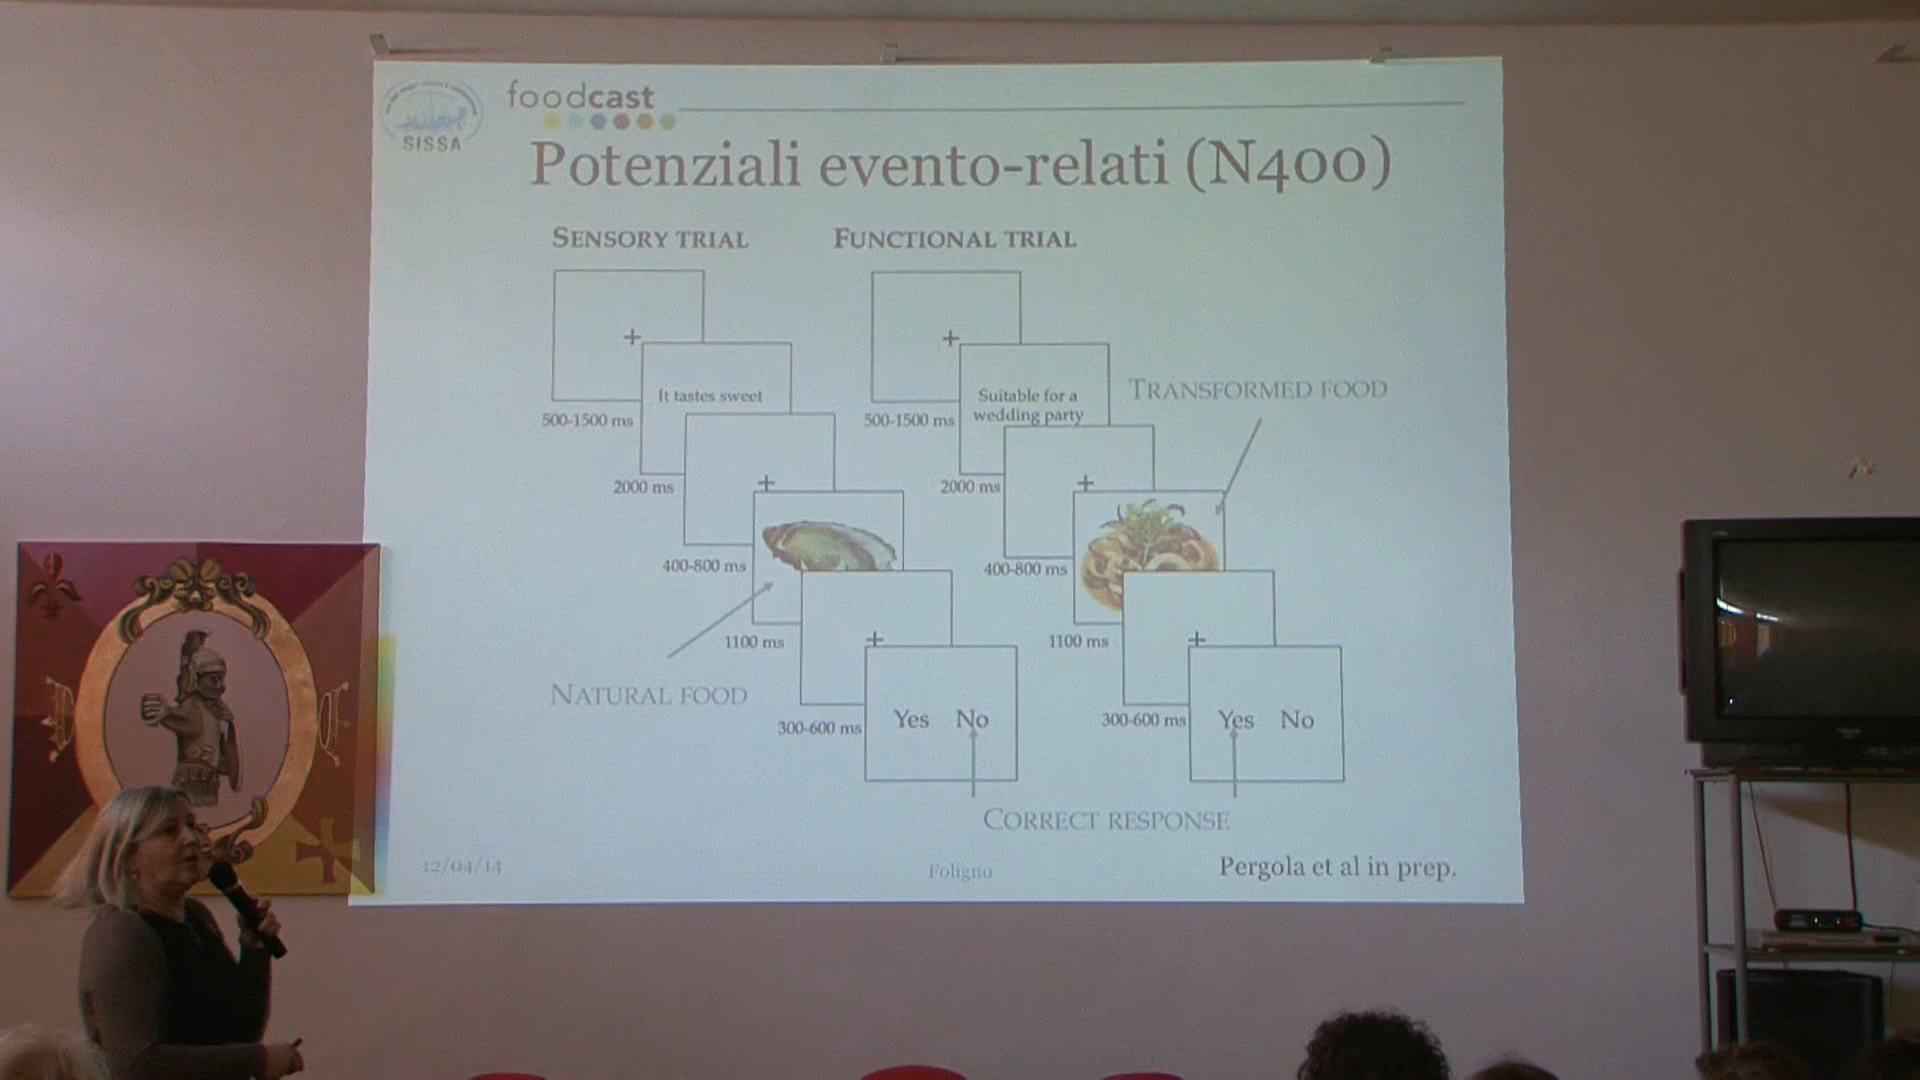 SISSA
foodcast
Potenziali evento-relati (N400)
SENSORY TRIAL
FUNCTIONAL TRIAL
+
+
It tastes sweet
Suitable for a
wedding party
TRANSFORMED FOOD
500-1500 ms
500-1500 ms
+
+
2000 ms
2000 ms
400-800 ms
400-800 ms
+
+
1100 ms
1100 ms
NATURAL FOOD
300-600 ms
Yes No
300-600 ms
Yes No
CORRECT RESPONSE
12/04/14
Foligno
Pergola et al in prep.